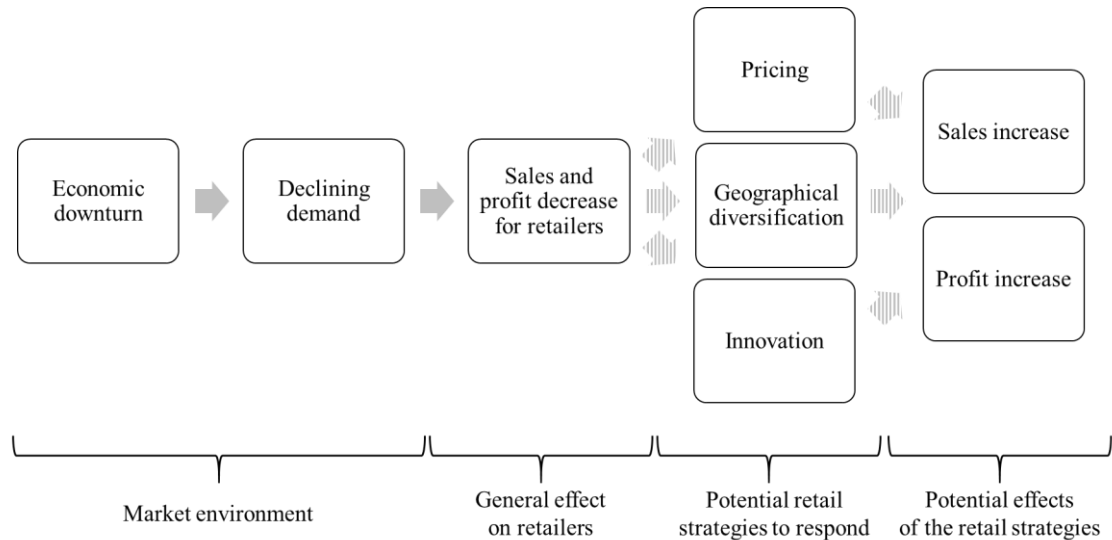 Economic
downturn
Declining
demand
Sales and
profit decrease
for retailers
Pricing
Geographical
diversification
Innovation
Sales increase
Profit increase
Market environment
General effect
on retailers
Potential retail
strategies to respond
Potential effects
of the retail strategies